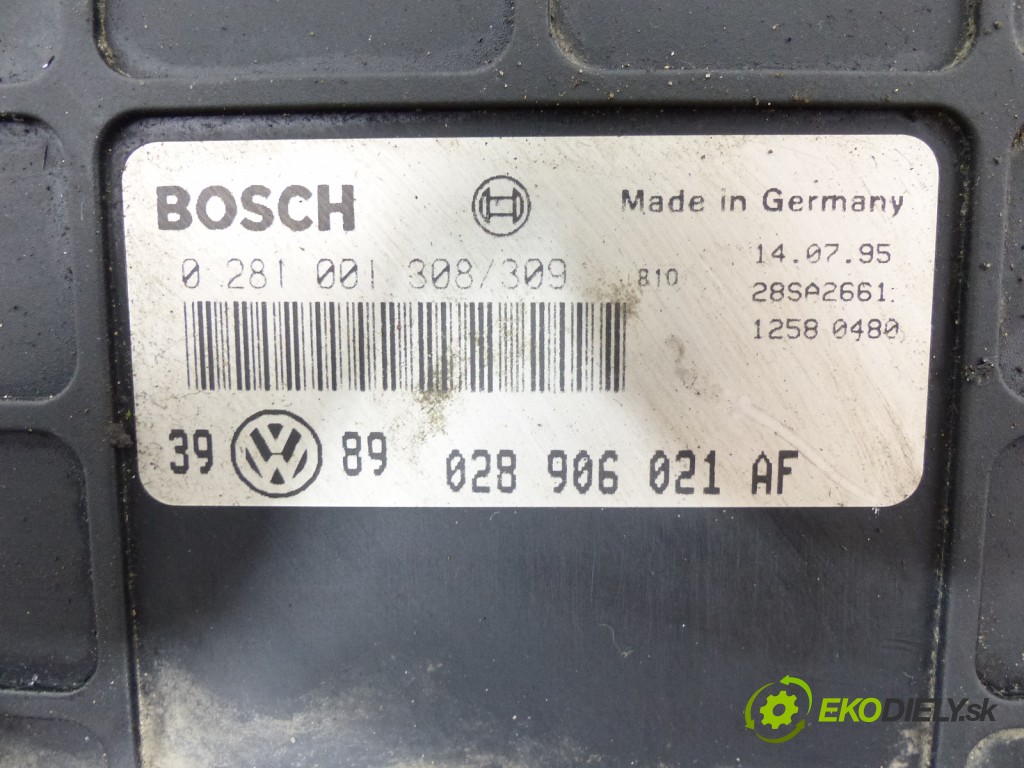 BOSCH
Made in Germany
0 281 001 308/309
810
14.07.95
28SA2661
1258 0480
39 VW 89 028 906 021 AF
EKODIELY.sk